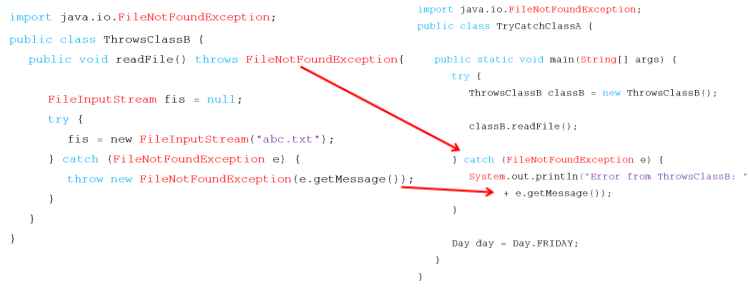 import java.io.FileNotFoundException;
public class ThrowsClassB {
public void readFile() throws FileNotFoundException{
FileInputStream fis = null;
try {
fis = new FileInputStream("abc.txt");
} catch (FileNotFoundException e) {
throw new FileNotFoundException(e.getMessage());
}
}
}
import java.io.FileNotFoundException;
public class TryCatchClassA {
public static void main(String[] args) {
try {
ThrowsClassB classB = new ThrowsClassB();
classB.readFile();
} catch (FileNotFoundException e) {
System.out.println("Error from ThrowsClassB: "
+ e.getMessage());
}
Day day = Day.FRIDAY;
}
}